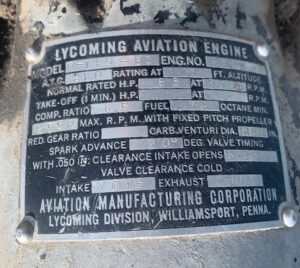 LYCOMING AVIATION ENGINE
MODEL ENG. NO.
A.T.C. RATING AT FT. ALTITUDE
NORMAL RATED H.P. AT R.P.M.
TAKE-OFF (1 MIN.) H.P. AT R.P.M.
COMP. RATIO FUEL OCTANE MIN.
MAX. R.P.M. WITH FIXED PITCH PROPELLER
RED GEAR RATIO CARB. VENTURI DIA. IN
SPARK ADVANCE 20° DEG. VALVE TIMING
WITH .050 IN. CLEARANCE INTAKE OPENS
VALVE CLEARANCE COLD
INTAKE EXHAUST
AVIATION MANUFACTURING CORPORATION
LYCOMING DIVISION, WILLIAMSPORT, PENNA.